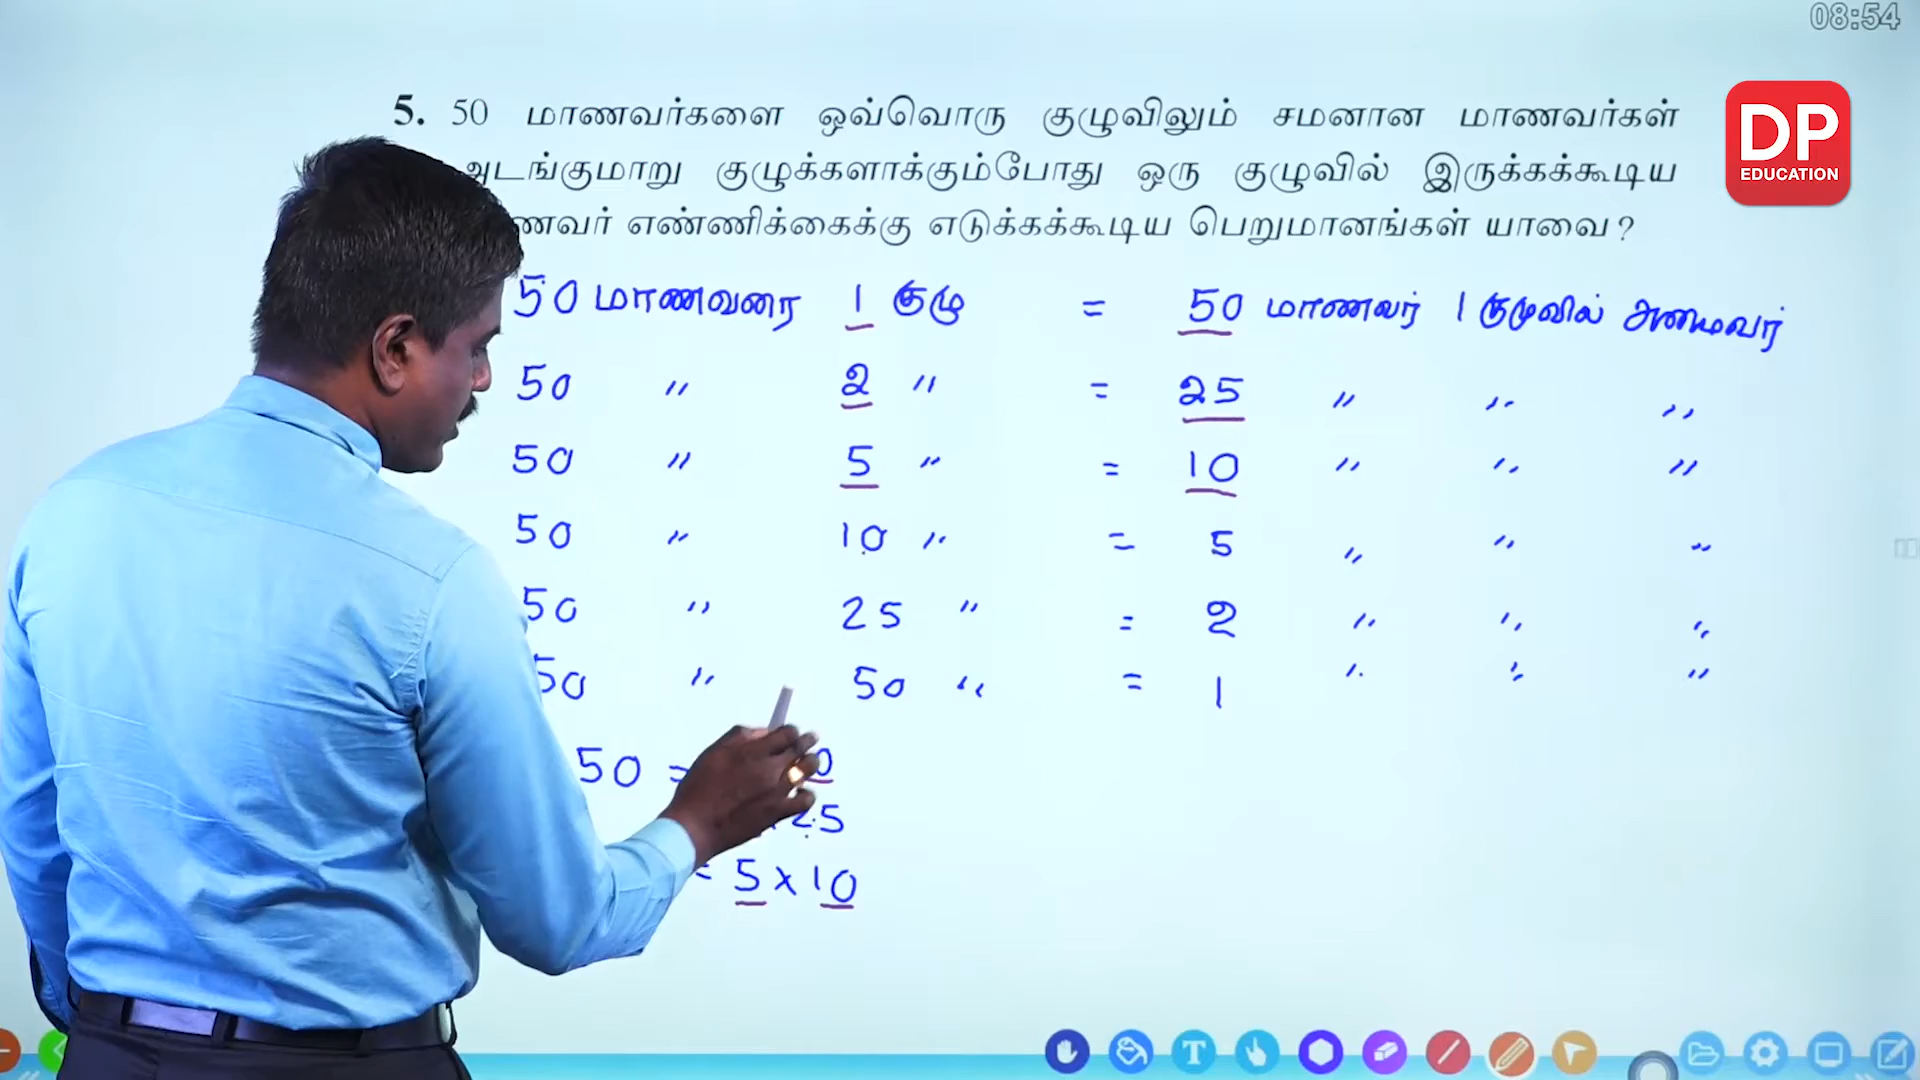 08:54
5. 50 மாணவர்களை ஒவ்வொரு குழுவிலும் சமனான மாணவர்கள்
அடங்குமாறு குழுக்களாக்கும்போது ஒரு குழுவில் இருக்கக்கூடிய
ணவர் எண்ணிக்கைக்கு எடுக்கக்கூடிய பெறுமானங்கள் யாவை?
DP
EDUCATION
50 மாணவரை 1 குழு = 50 மாணவர் 1 குழுவில் அமைவர்
50 " 2 " = 25 " " "
50 " 5 " = 10 " " "
50 " 10 " = 5 " " "
50 " 25 " = 2 " " "
50 " 50 " = 1 " " "
50 = 0
25
= 5 x 10